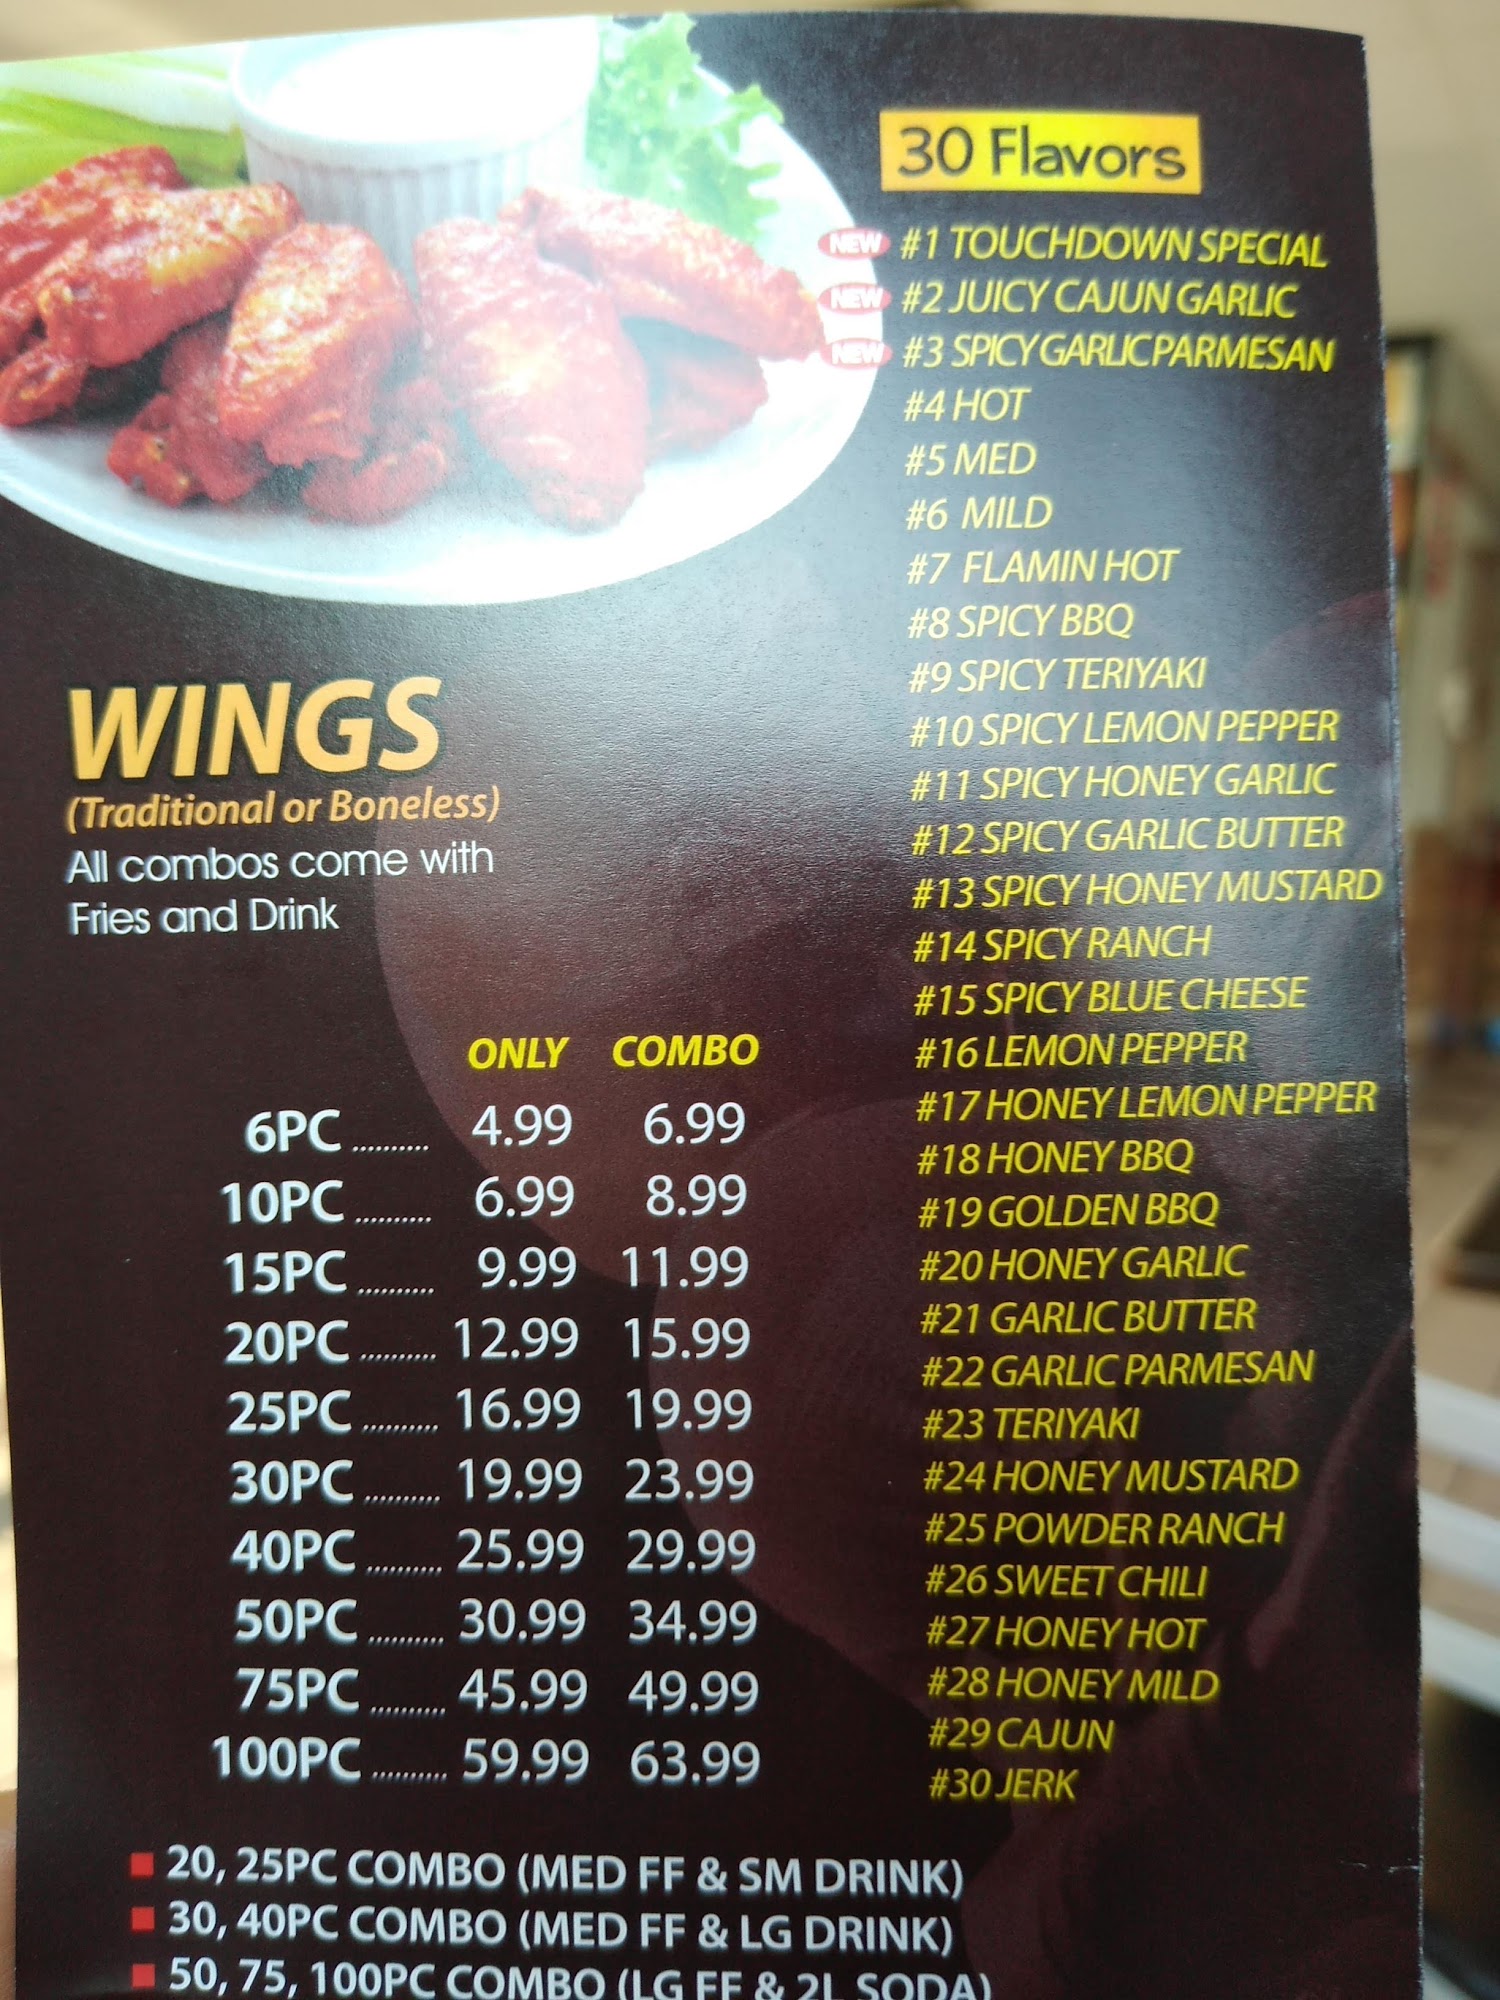 30 Flavors
NEW #1 TOUCHDOWN SPECIAL
NEW #2 JUICY CAJUN GARLIC
NEW #3 SPICY GARLIC PARMESAN
#4 HOT
#5 MED
#6 MILD
#7 FLAMIN HOT
#8 SPICY BBQ
#9 SPICY TERIYAKI
#10 SPICY LEMON PEPPER
#11 SPICY HONEY GARLIC
#12 SPICY GARLIC BUTTER
#13 SPICY HONEY MUSTARD
#14 SPICY RANCH
#15 SPICY BLUE CHEESE
#16 LEMON PEPPER
#17 HONEY LEMON PEPPER
#18 HONEY BBQ
#19 GOLDEN BBQ
#20 HONEY GARLIC
#21 GARLIC BUTTER
#22 GARLIC PARMESAN
#23 TERIYAKI
#24 HONEY MUSTARD
#25 POWDER RANCH
#26 SWEET CHILI
#27 HONEY HOT
#28 HONEY MILD
#29 CAJUN
#30 JERK
WINGS
(Traditional or Boneless)
All combos come with
Fries and Drink
ONLY COMBO
6PC .......... 4.99 6.99
10PC .......... 6.99 8.99
15PC .......... 9.99 11.99
20PC .......... 12.99 15.99
25PC .......... 16.99 19.99
30PC .......... 19.99 23.99
40PC .......... 25.99 29.99
50PC .......... 30.99 34.99
75PC .......... 45.99 49.99
100PC .......... 59.99 63.99
20, 25PC COMBO (MED FF & SM DRINK)
30, 40PC COMBO (MED FF & LG DRINK)
50, 75, 100PC COMBO (LG FF & 2L SODA)